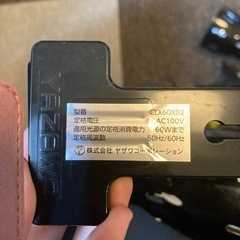 YAZAWA
型番 CLX60X02
定格電圧 AC100V
適用光源の定格消費電力 60Wまで
定格周波数 50Hz/60Hz
株式会社 ヤザワコーポレーション